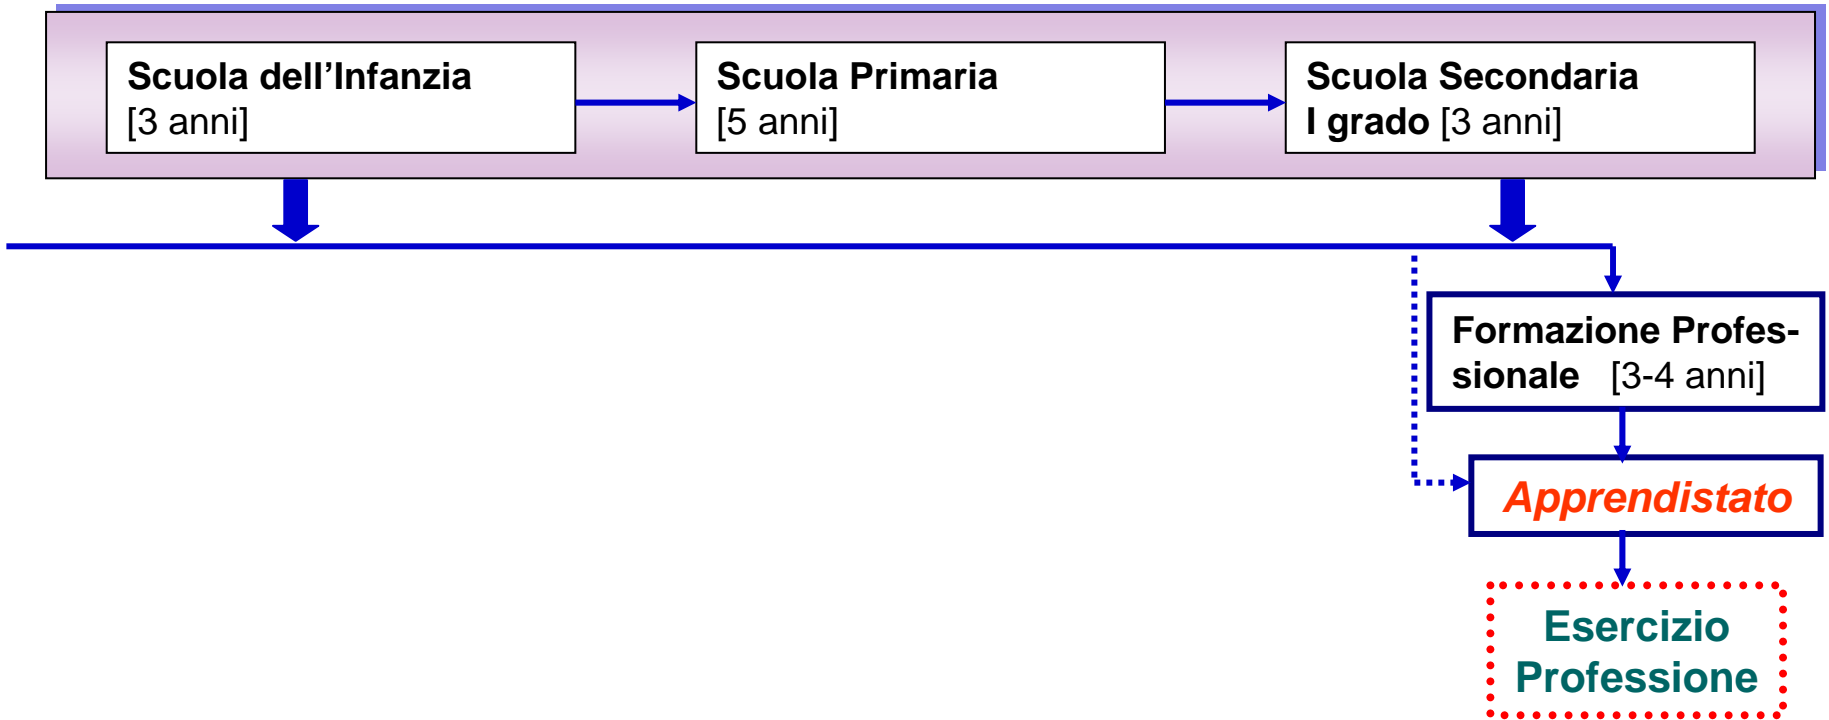 Scuola dell’Infanzia
[3 anni]
Scuola Primaria
[5 anni]
Scuola Secondaria
I grado [3 anni]
Formazione Profes-
sionale [3-4 anni]
Apprendistato
Esercizio
Professione